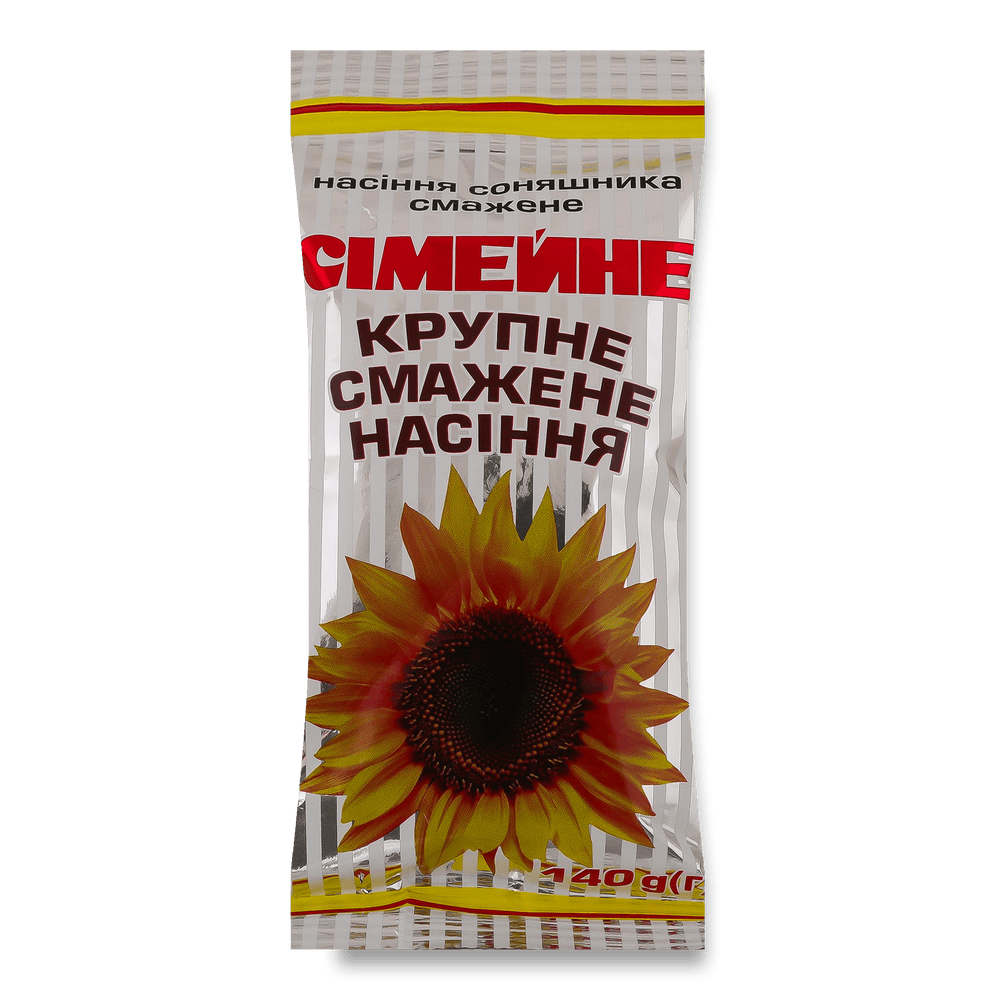 насіння соняшника
смажене
СІМЕЙНЕ
КРУПНЕ
СМАЖЕНЕ
НАСІННЯ
140 g(г